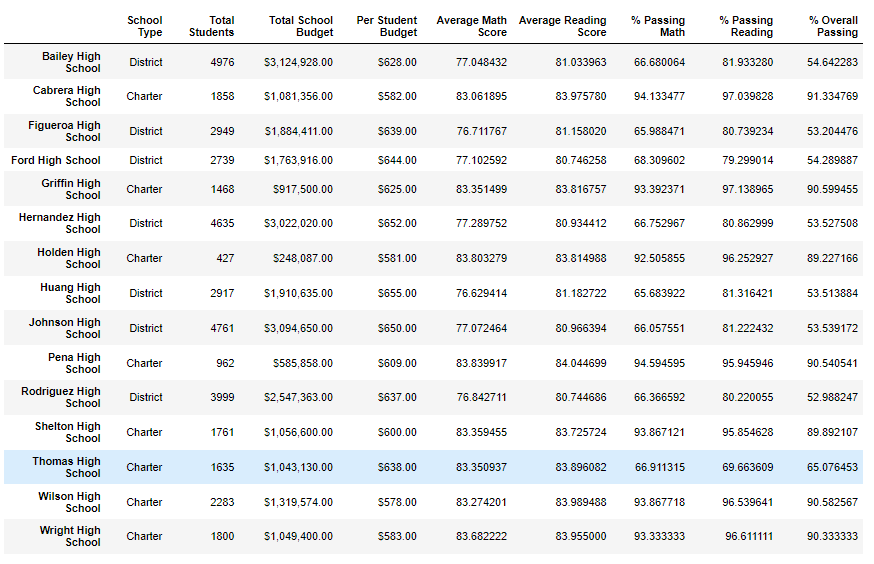 School Type Total Students Total School Budget Per Student Budget Average Math Score Average Reading Score % Passing Math % Passing Reading % Overall Passing
Bailey High School District 4976 $3,124,928.00 $628.00 77.048432 81.033963 66.680064 81.933280 54.642283
Cabrera High School Charter 1858 $1,081,356.00 $582.00 83.061895 83.975780 94.133477 97.039828 91.334769
Figueroa High School District 2949 $1,884,411.00 $639.00 76.711767 81.158020 65.988471 80.739234 53.204476
Ford High School District 2739 $1,763,916.00 $644.00 77.102592 80.746258 68.309602 79.299014 54.289887
Griffin High School Charter 1468 $917,500.00 $625.00 83.351499 83.816757 93.392371 97.138965 90.599455
Hernandez High School District 4635 $3,022,020.00 $652.00 77.289752 80.934412 66.752967 80.862999 53.527508
Holden High School Charter 427 $248,087.00 $581.00 83.803279 83.814988 92.505855 96.252927 89.227166
Huang High School District 2917 $1,910,635.00 $655.00 76.629414 81.182722 65.683922 81.316421 53.513884
Johnson High School District 4761 $3,094,650.00 $650.00 77.072464 80.966394 66.057551 81.222432 53.539172
Pena High School Charter 962 $585,858.00 $609.00 83.839917 84.044699 94.594595 95.945946 90.540541
Rodriguez High School District 3999 $2,547,363.00 $637.00 76.842711 80.744686 66.366592 80.220055 52.988247
Shelton High School Charter 1761 $1,056,600.00 $600.00 83.359455 83.725724 93.867121 95.854628 89.892107
Thomas High School Charter 1635 $1,043,130.00 $638.00 83.350937 83.896082 66.911315 69.663609 65.076453
Wilson High School Charter 2283 $1,319,574.00 $578.00 83.274201 83.989488 93.867718 96.539641 90.582567
Wright High School Charter 1800 $1,049,400.00 $583.00 83.682222 83.955000 93.333333 96.611111 90.333333